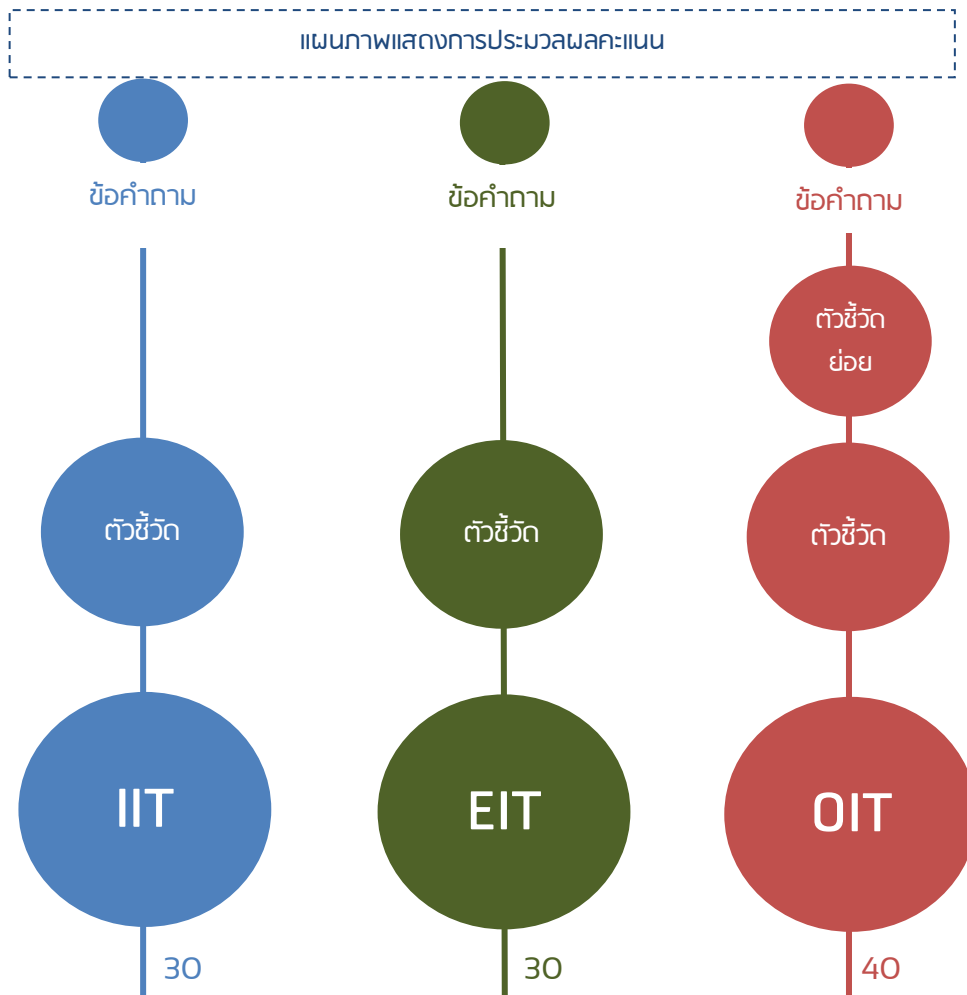 แผนภาพแสดงการประมวลผลคะแนน
ข้อคำถาม
ข้อคำถาม
ข้อคำถาม
ตัวชี้วัด
ย่อย
ตัวชี้วัด
ตัวชี้วัด
ตัวชี้วัด
IIT
EIT
OIT
30
30
40